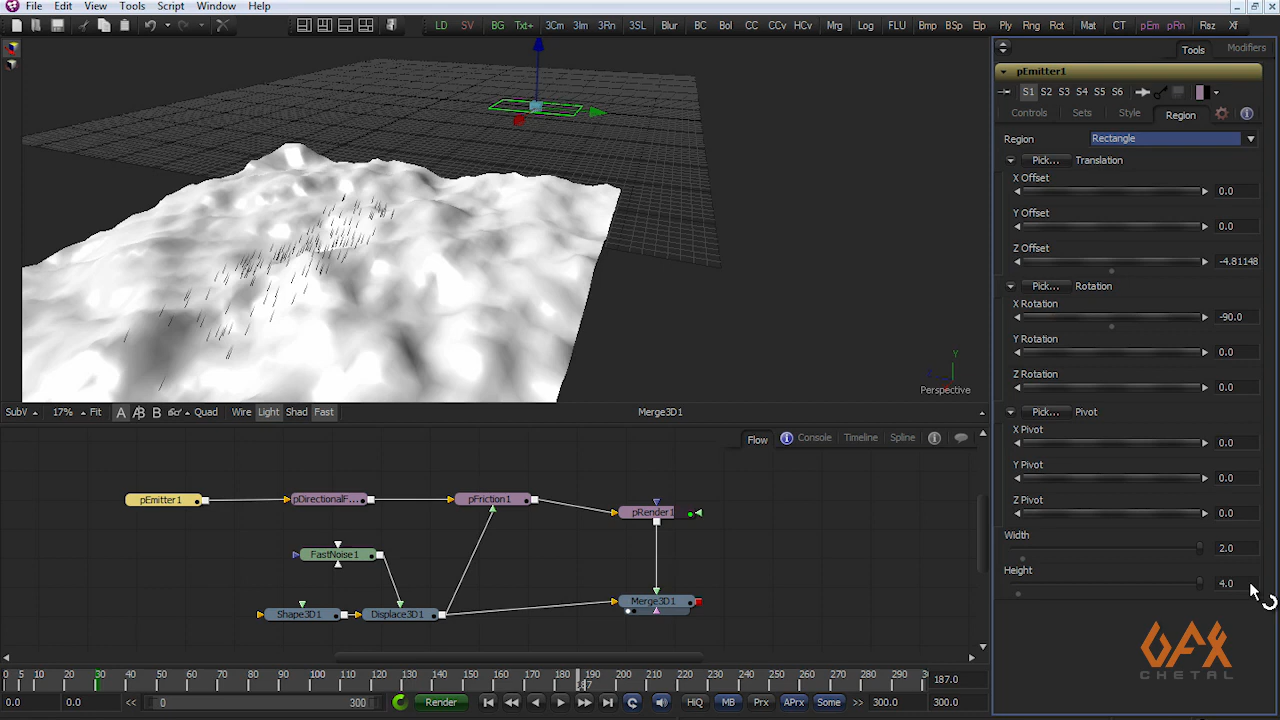 File Edit View Tools Script Window Help
LD SV BG Txt+ 3Cm 3Im 3Rn 3SL Blur BC Bol CC CCv HCv Mrg Log FLU Bmp BSp Elp Ply Rng Rct Mat CT pEm pRn Rsz Xf
Tools Modifiers
pEmitter1
S1 S2 S3 S4 S5 S6
Controls Sets Style Region
Region Rectangle
Pick... Translation
X Offset
0.0
Y Offset
0.0
Z Offset
-4.81148
Pick... Rotation
X Rotation
-90.0
Y Rotation
0.0
Z Rotation
0.0
Pick... Pivot
X Pivot
0.0
Y Pivot
0.0
Z Pivot
0.0
Width
2.0
Height
4.0
Y
Perspective
SubV 17% Fit A B Quad Wire Light Shad Fast Merge3D1
Flow Console Timeline Spline
pEmitter1 pDirectionalF... pFriction1 pRender1
FastNoise1
Shape3D1 Displace3D1 Merge3D1
0 10 20 30 40 50 60 70 80 90 100 110 120 130 140 150 160 170 180 187 190 200 210 220 230 240 250 260 270 280 290 300 187.0
0.0 0.0 << 0 300 Render HiQ MB Prx APrx Some >> 300.0 300.0
GFX
CHETAL